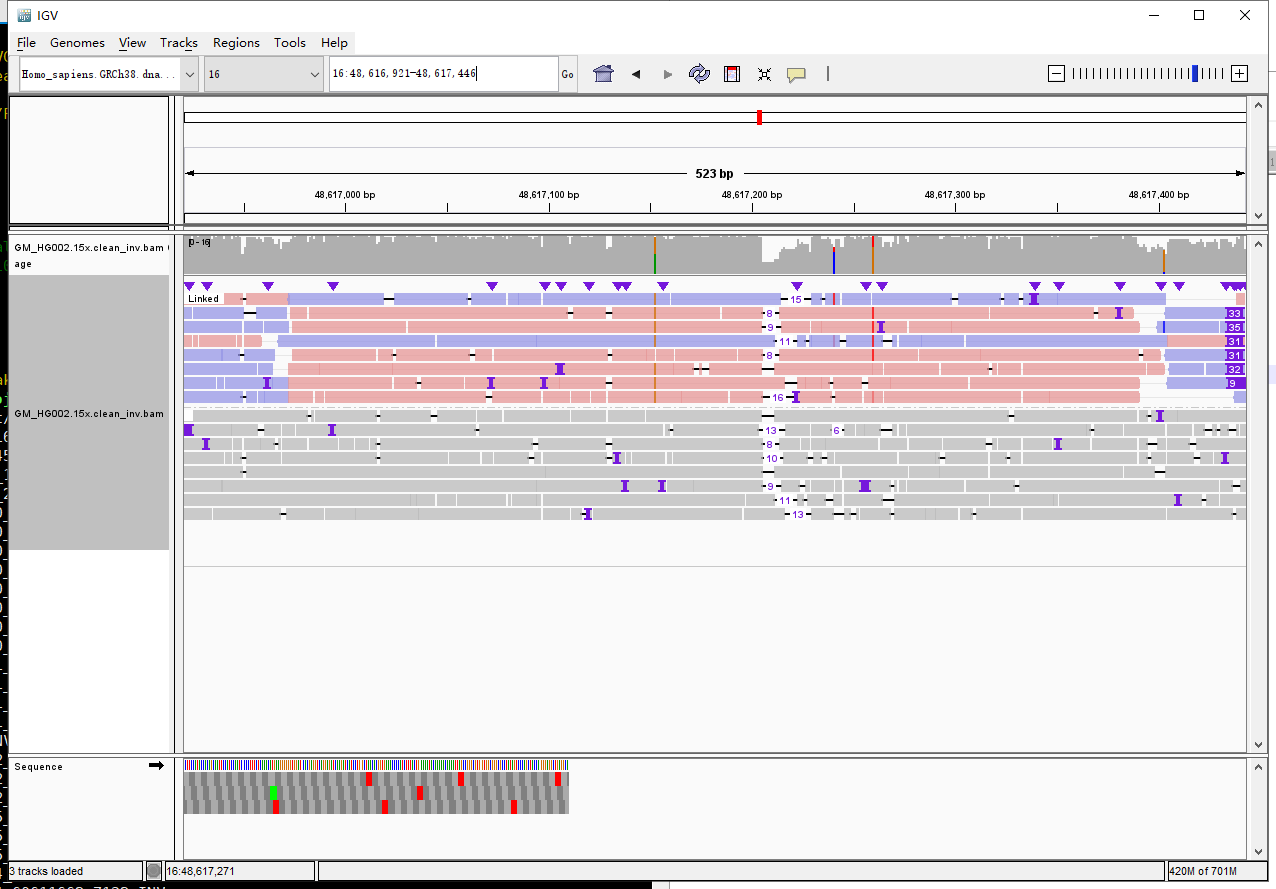 IGV
File Genomes View Tracks Regions Tools Help
Homo_sapiens.GRCh38.dna... 16 16:48,616,921-48,617,446 Go
523 bp
48,617,000 bp 48,617,100 bp 48,617,200 bp 48,617,300 bp 48,617,400 bp
GM_HG002.15x.clean_inv.bam
age
[0 - 16]
Linked
15
8
33
9
35
11
31
8
31
32
9
16
GM_HG002.15x.clean_inv.bam
13 6
8
10
9
11
13
Sequence
3 tracks loaded 16:48,617,271 420M of 701M